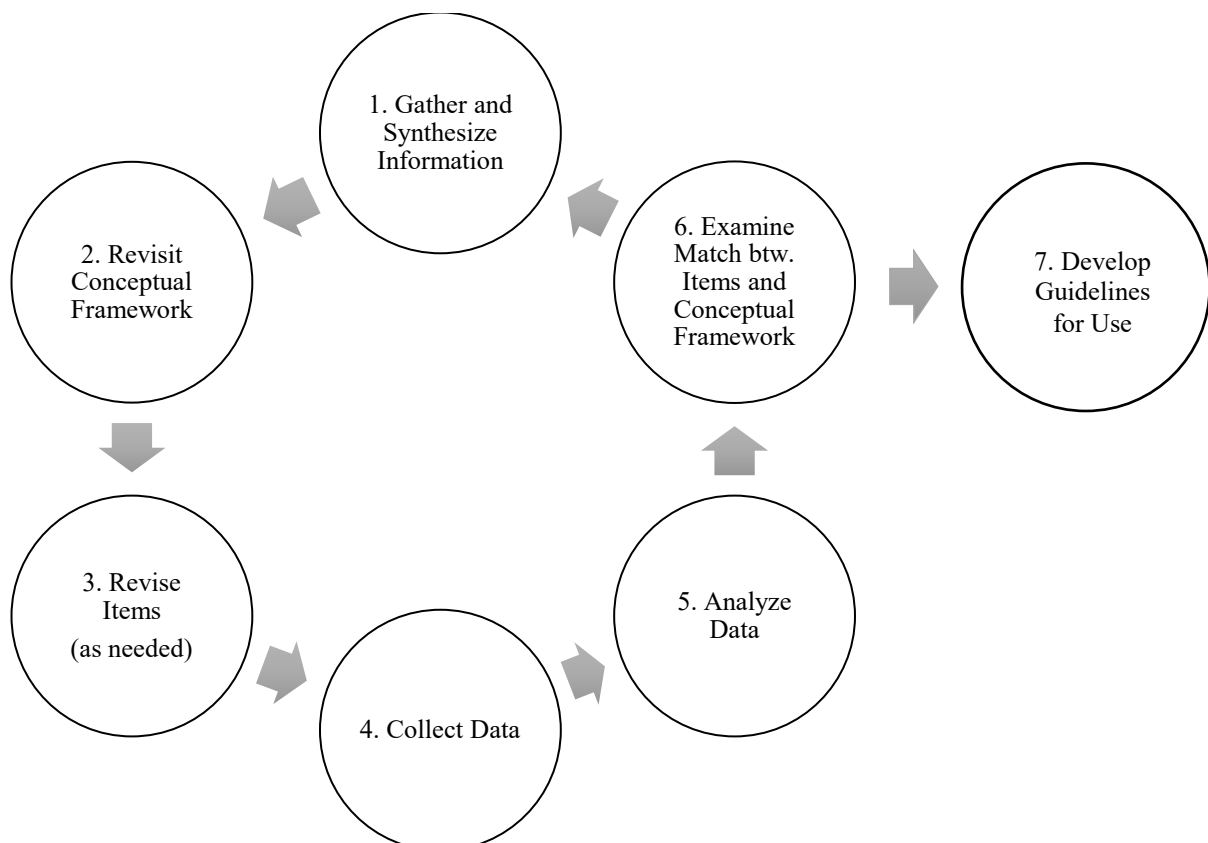 1. Gather and
Synthesize
Information
2. Revisit
Conceptual
Framework
3. Revise
Items
(as needed)
4. Collect Data
5. Analyze
Data
6. Examine
Match btw.
Items and
Conceptual
Framework
7. Develop
Guidelines
for Use